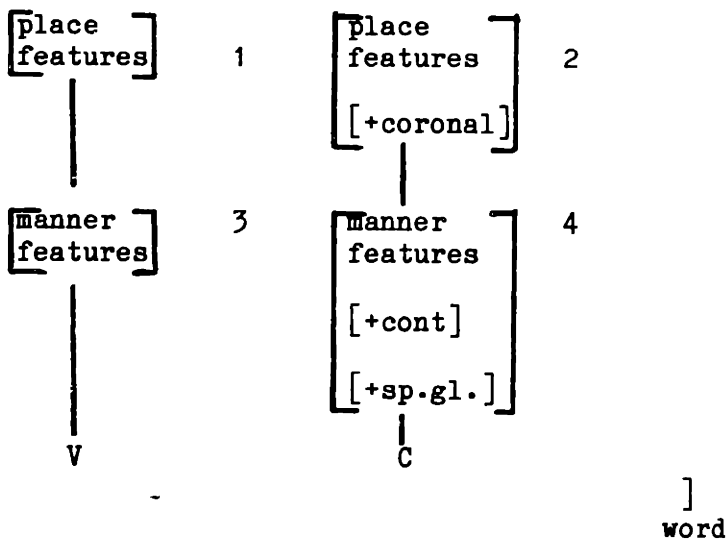 [place [place
features] 1 features 2
[+coronal]]
[manner [manner
features] 3 features 4
[+cont]
[+sp.gl.]]
V C
]
word